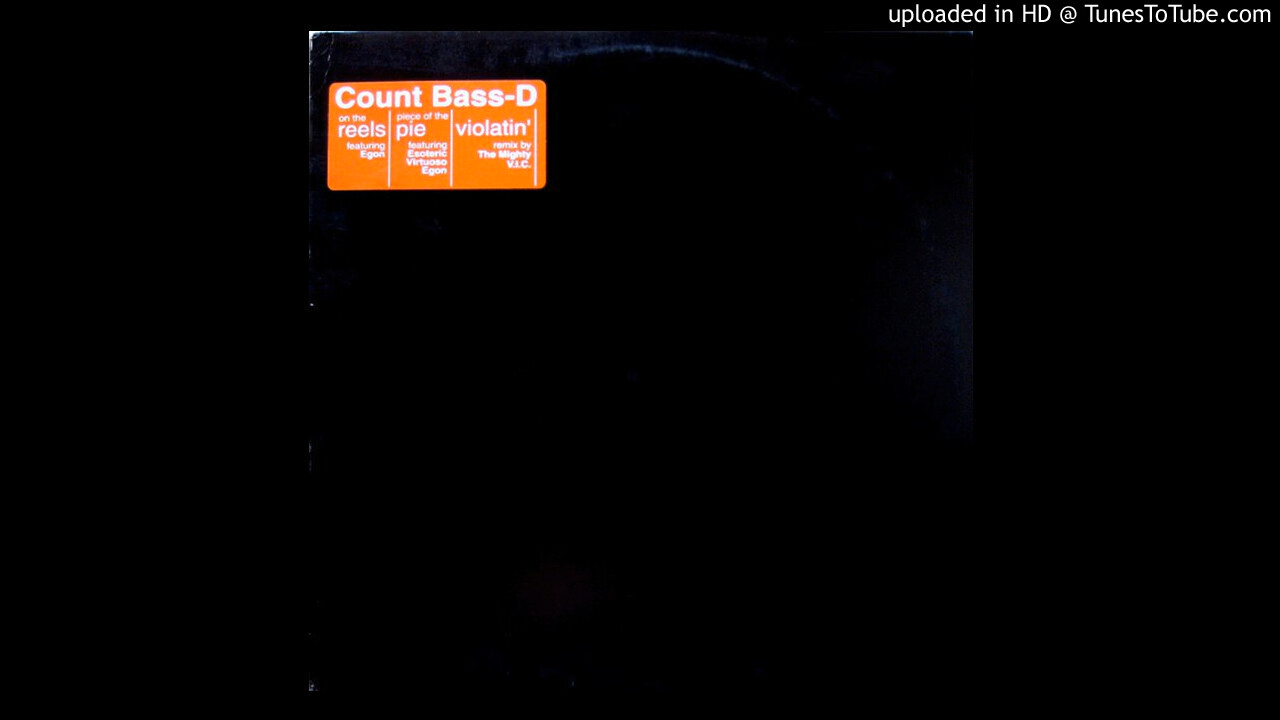 uploaded in HD @ TunesToTube.com
Count Bass-D
on the
reels
featuring
Egon
piece of the
pie
featuring
Esoteric
Virtuoso
Egon
violatin'
remix by
The Mighty
V.I.C.